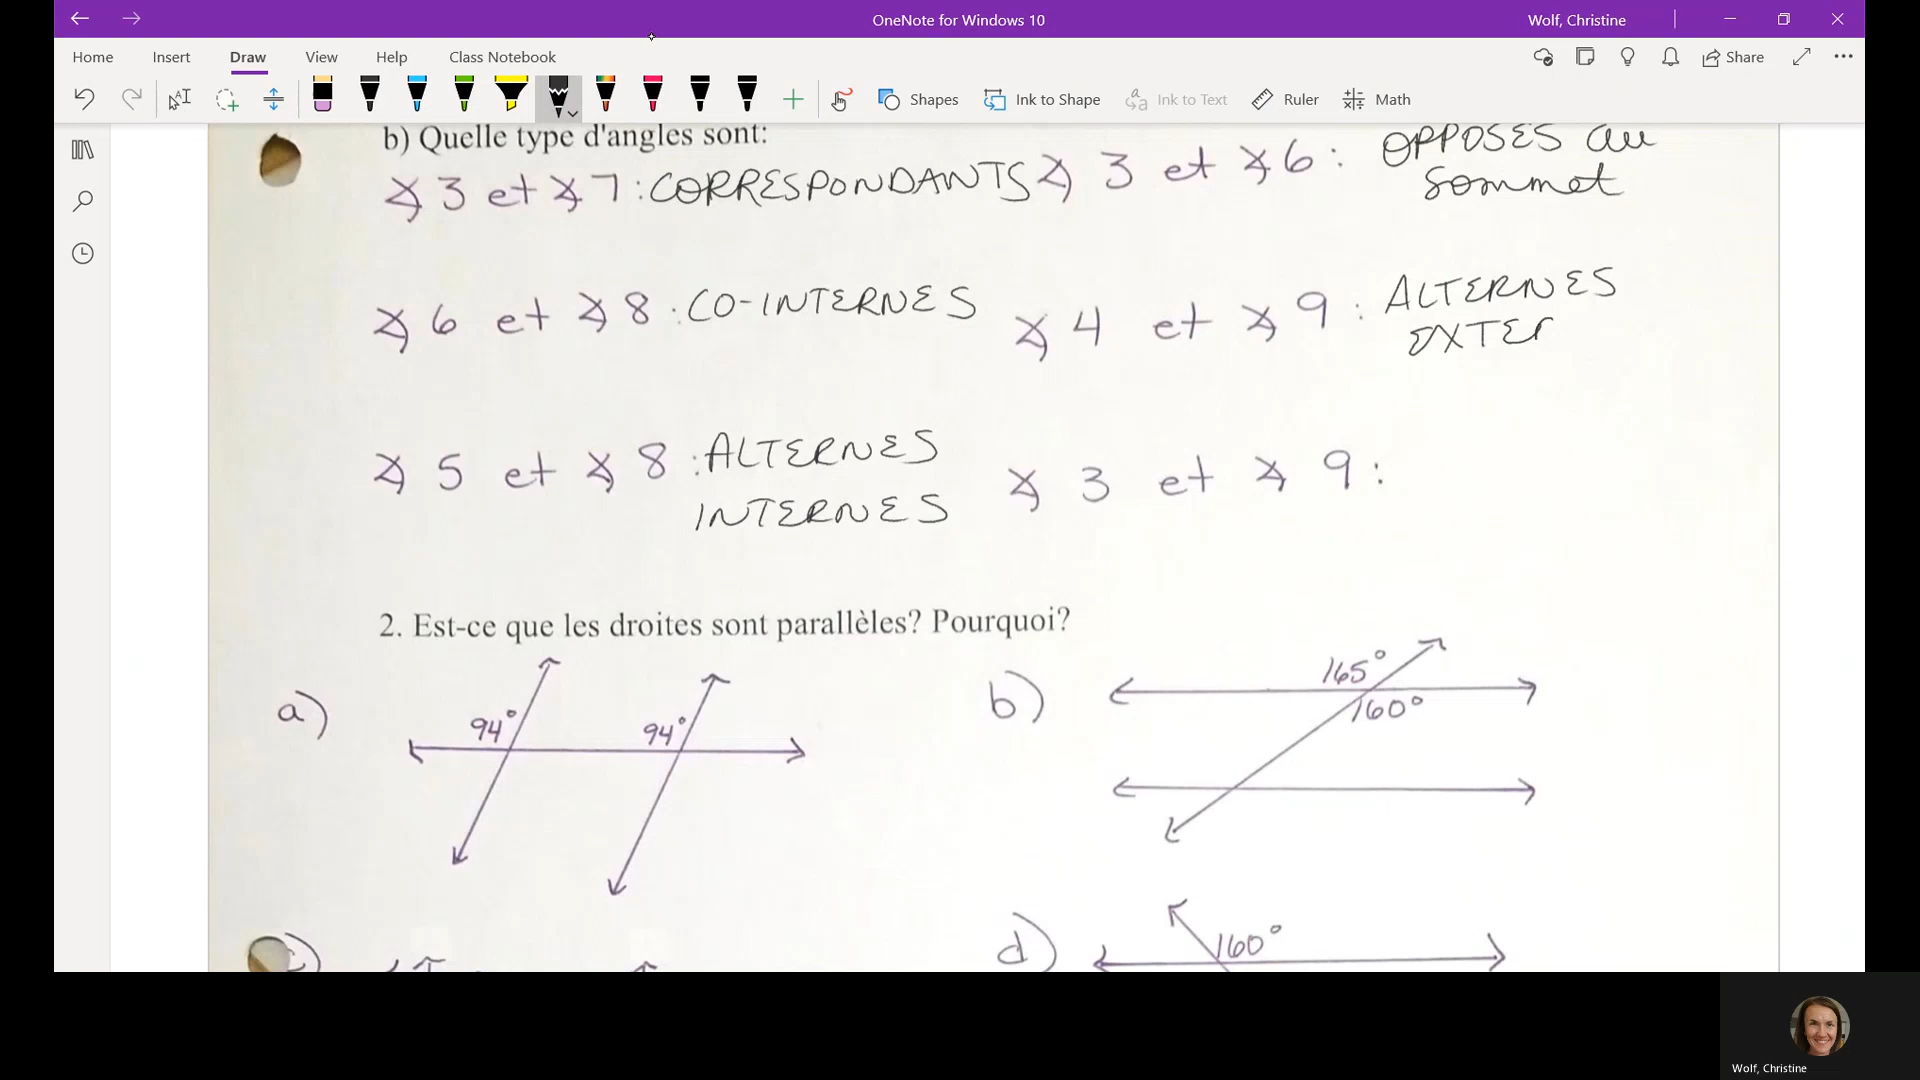 OneNote for Windows 10
Wolf, Christine
Home Insert Draw View Help Class Notebook Share
Shapes Ink to Shape Ink to Text Ruler Math
b) Quelle type d'angles sont:
∡ 3 et ∡ 7 : CORRESPONDANTS
∡ 3 et ∡ 6 : OPPOSÉS au
sommet
∡ 6 et ∡ 8 : CO-INTERNES
∡ 4 et ∡ 9 : ALTERNES
EXTER
∡ 5 et ∡ 8 : ALTERNES
INTERNES
∡ 3 et ∡ 9 :
2. Est-ce que les droites sont parallèles? Pourquoi?
a)
94° 94°
b)
165°
160°
c)
d)
160°
Wolf, Christine